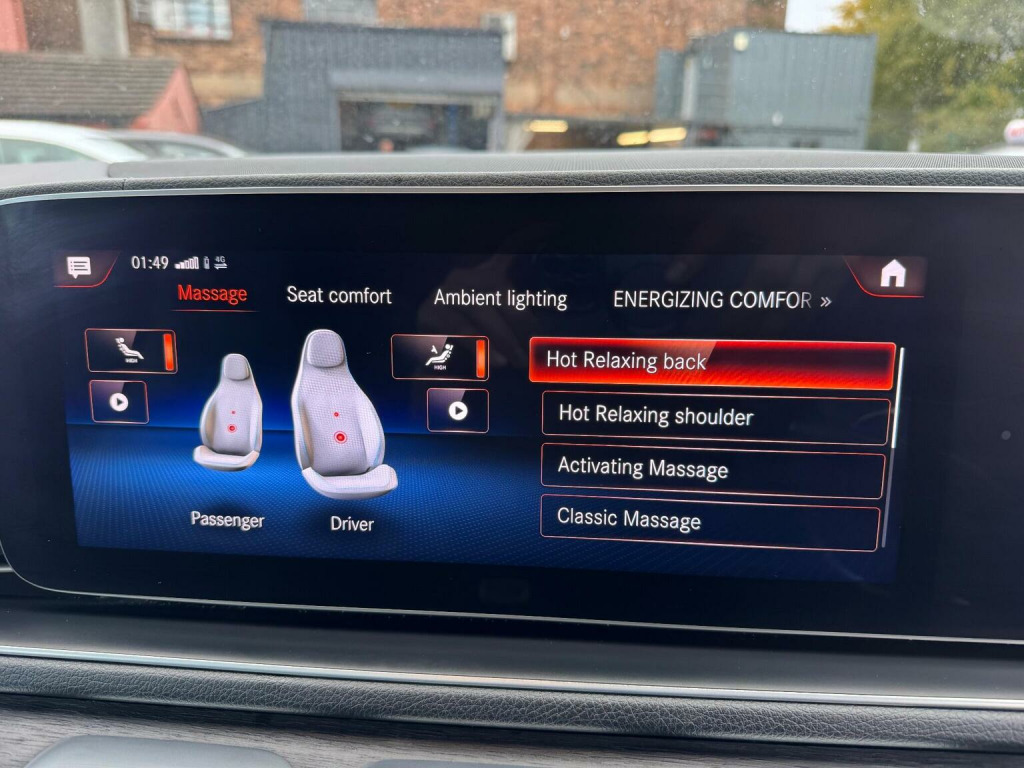 01:49 4G
Massage Seat comfort Ambient lighting ENERGIZING COMFOR »
HIGH
HIGH
Hot Relaxing back
Hot Relaxing shoulder
Activating Massage
Classic Massage
Passenger
Driver